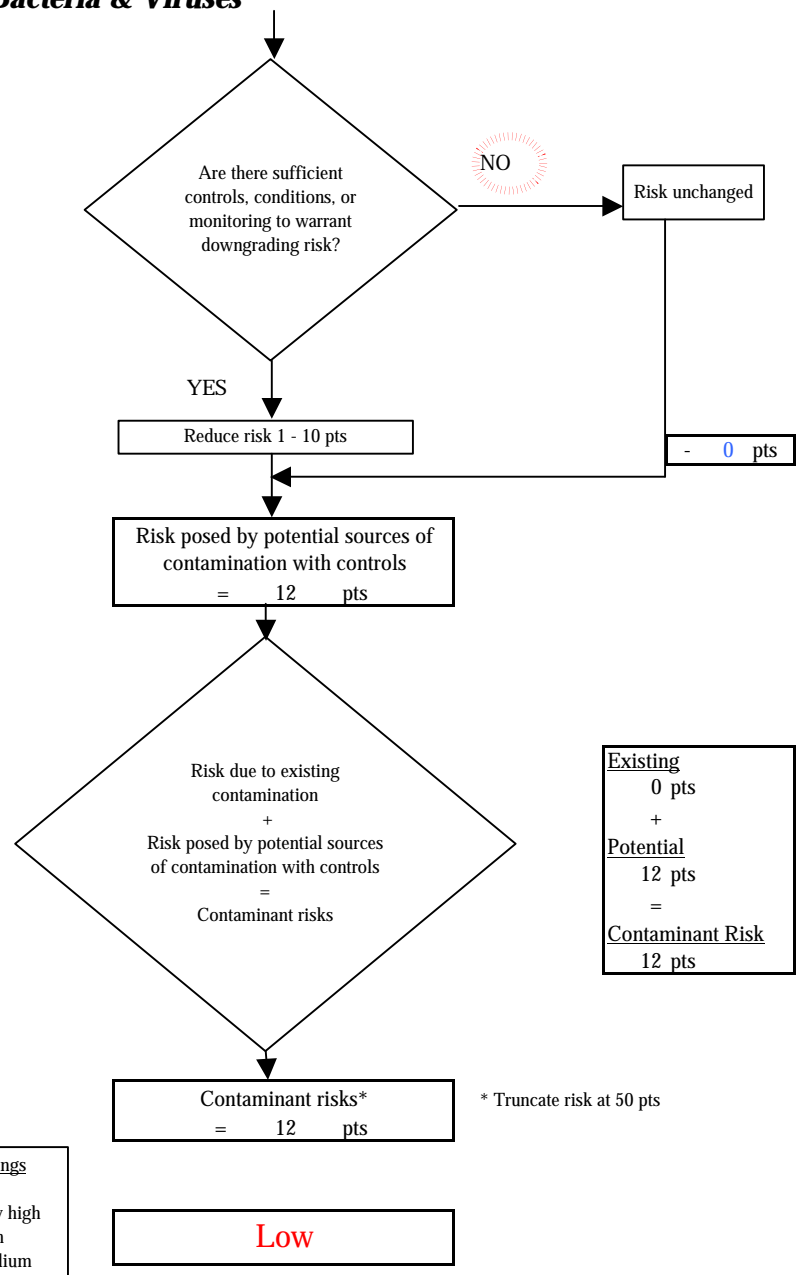 Bacteria & Viruses
Are there sufficient
controls, conditions, or
monitoring to warrant
downgrading risk?
NO
Risk unchanged
YES
Reduce risk 1 - 10 pts
- 0 pts
Risk posed by potential sources of
contamination with controls
= 12 pts
Risk due to existing
contamination
+
Risk posed by potential sources
of contamination with controls
=
Contaminant risks
Existing
0 pts
+
Potential
12 pts
=
Contaminant Risk
12 pts
Contaminant risks*
= 12 pts
* Truncate risk at 50 pts
high
Low